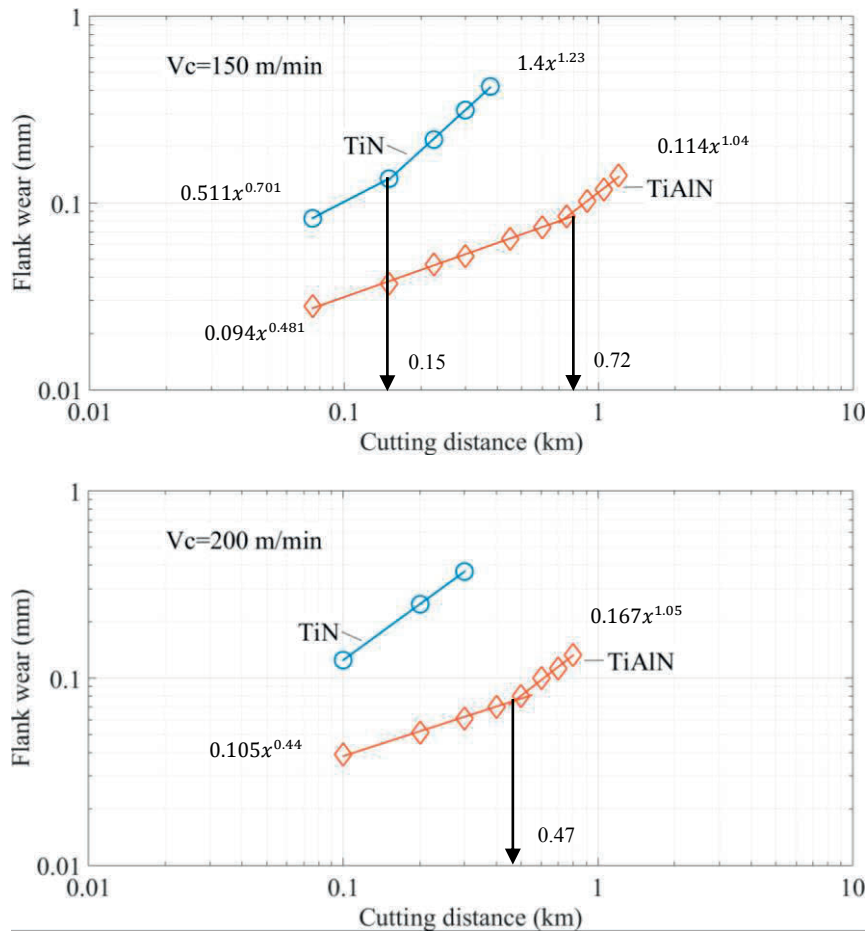 1
Vc=150 m/min
1.4x^1.23
TiN
0.114x^1.04
TiAlN
0.511x^0.701
0.1
Flank wear (mm)
0.094x^0.481
0.15
0.72
0.01
0.01
0.1
1
10
Cutting distance (km)
1
Vc=200 m/min
0.167x^1.05
TiN
TiAlN
0.1
Flank wear (mm)
0.105x^0.44
0.47
0.01
0.01
0.1
1
10
Cutting distance (km)